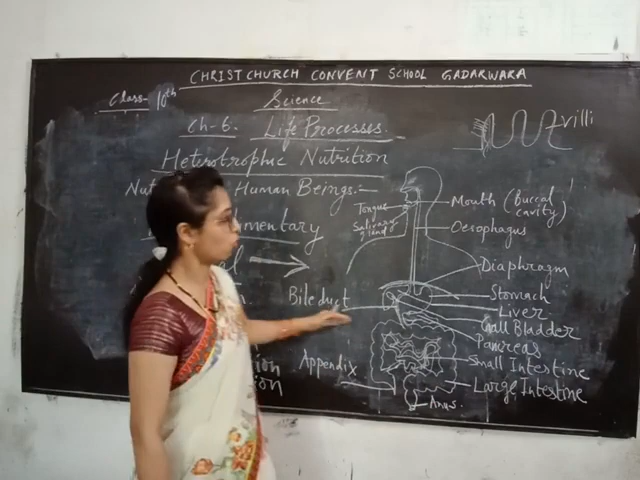 CHRIST CHURCH CONVENT SCHOOL GADARWARA
Class- 10th
Science
Ch-6. Life Processes.
Heterotrophic Nutrition
Human Beings:-
villi
Tongue
Salivary gland
Mouth (Buccal cavity)
Oesophagus
Diaphragm
Bile duct
Stomach
Liver
Gall Bladder
Pancreas
Small Intestine
Appendix
Large Intestine
Anus.